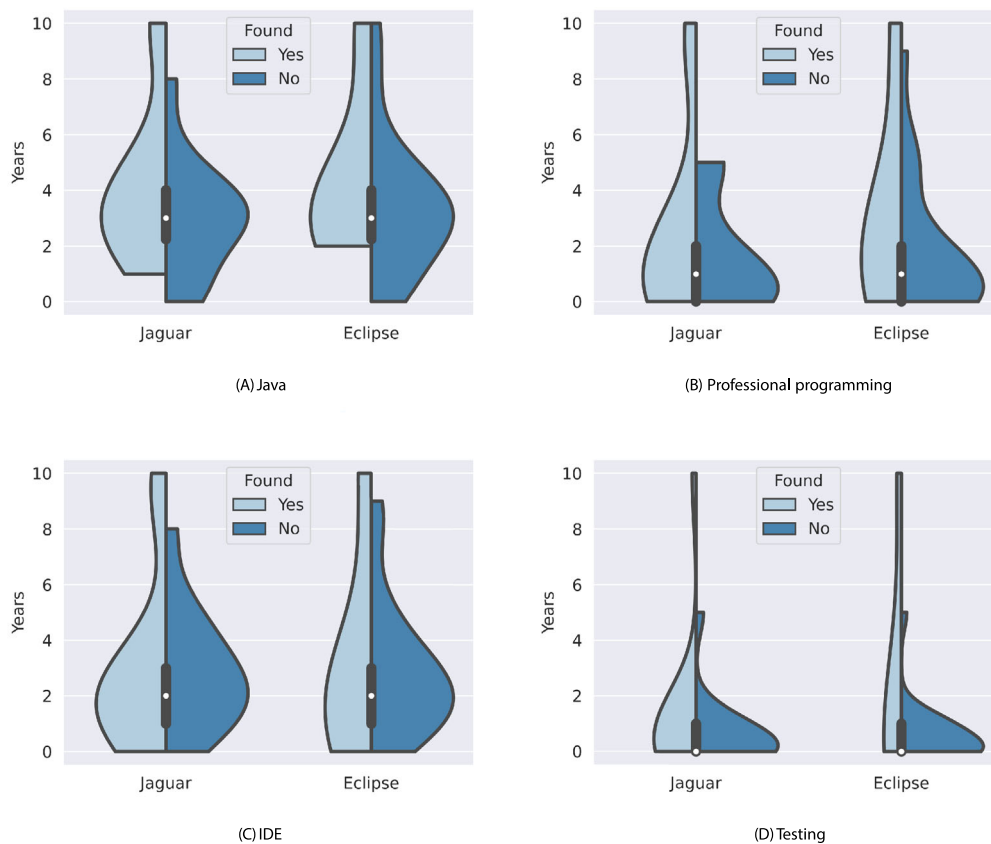 10
8
6
4
2
0
Years
Found
Yes
No
Jaguar
Eclipse
(A) Java
10
8
6
4
2
0
Years
Found
Yes
No
Jaguar
Eclipse
(B) Professional programming
10
8
6
4
2
0
Years
Found
Yes
No
Jaguar
Eclipse
(C) IDE
10
8
6
4
2
0
Years
Found
Yes
No
Jaguar
Eclipse
(D) Testing